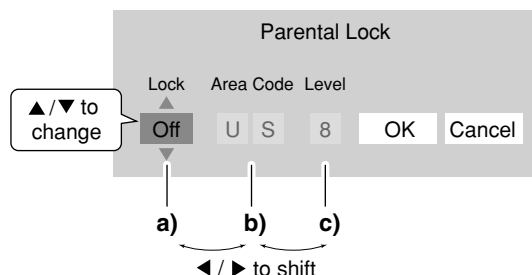 Parental Lock
Lock Area Code Level
▲/▼ to
change
Off U S 8 OK Cancel
a) b) c)
◀ / ▶ to shift